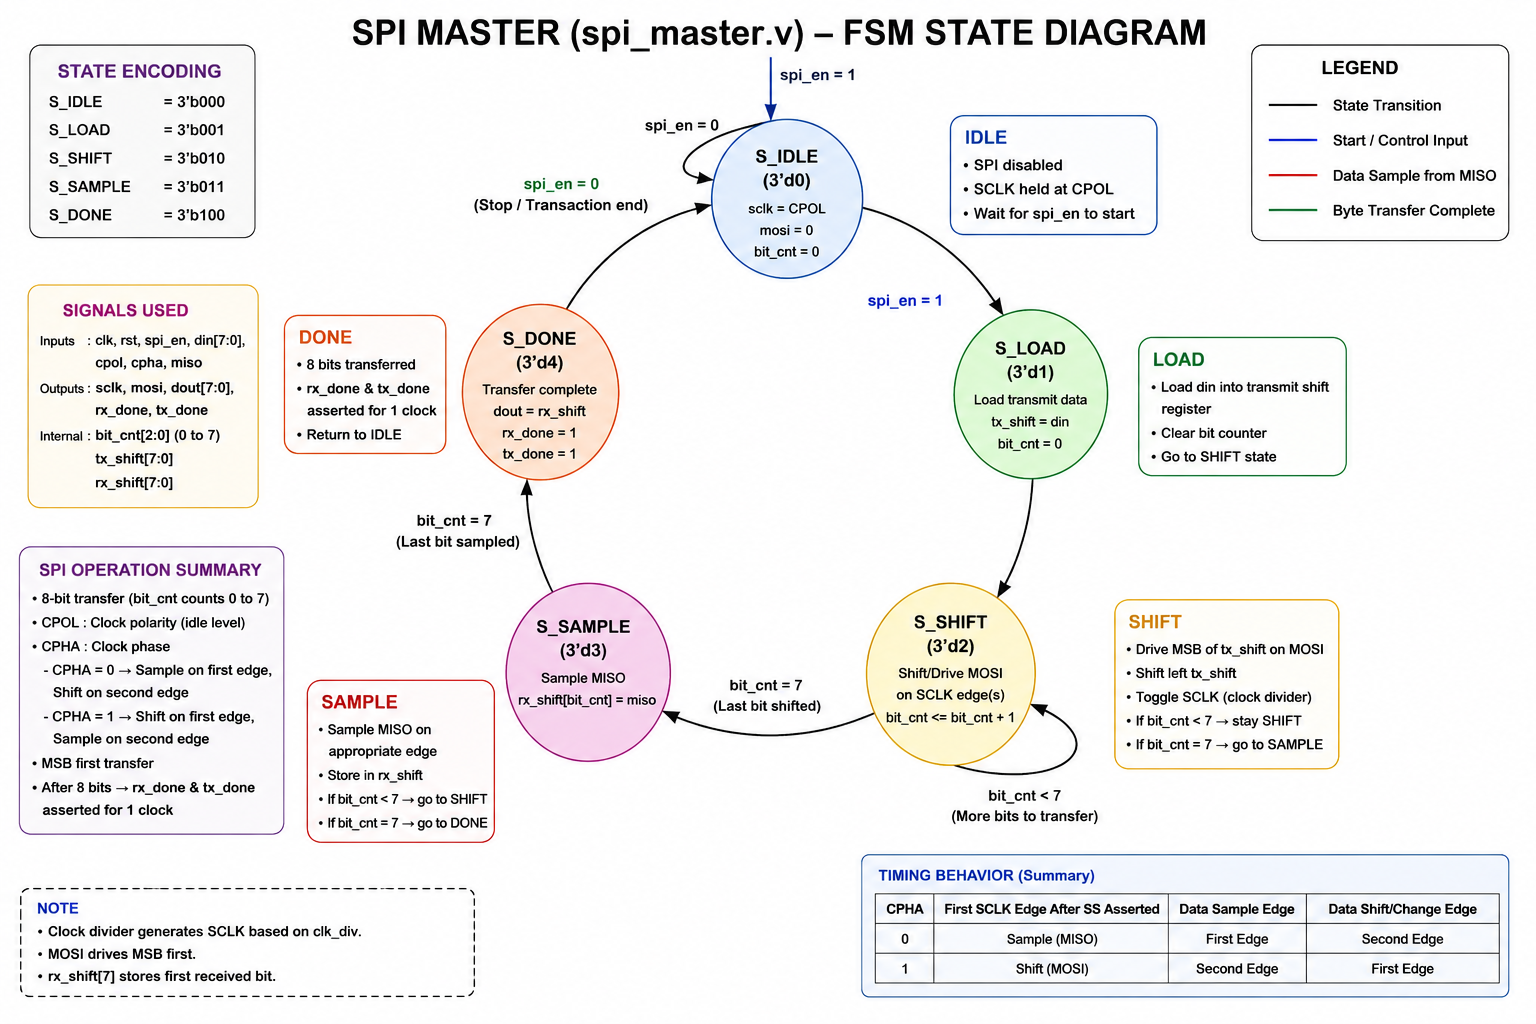 SPI MASTER (spi_master.v) – FSM STATE DIAGRAM
STATE ENCODING
S_IDLE = 3'b000
S_LOAD = 3'b001
S_SHIFT = 3'b010
S_SAMPLE = 3'b011
S_DONE = 3'b100
SIGNALS USED
Inputs : clk, rst, spi_en, din[7:0],
cpol, cpha, miso
Outputs : sclk, mosi, dout[7:0],
rx_done, tx_done
Internal : bit_cnt[2:0] (0 to 7)
tx_shift[7:0]
rx_shift[7:0]
SPI OPERATION SUMMARY
• 8-bit transfer (bit_cnt counts 0 to 7)
• CPOL : Clock polarity (idle level)
• CPHA : Clock phase
- CPHA = 0 → Sample on first edge,
Shift on second edge
- CPHA = 1 → Shift on first edge,
Sample on second edge
• MSB first transfer
• After 8 bits → rx_done & tx_done
asserted for 1 clock
NOTE
• Clock divider generates SCLK based on clk_div.
• MOSI drives MSB first.
• rx_shift[7] stores first received bit.
spi_en = 1
spi_en = 0
S_IDLE
(3'd0)
sclk = CPOL
mosi = 0
bit_cnt = 0
IDLE
• SPI disabled
• SCLK held at CPOL
• Wait for spi_en to start
LEGEND
State Transition
Start / Control Input
Data Sample from MISO
Byte Transfer Complete
spi_en = 1
S_LOAD
(3'd1)
Load transmit data
tx_shift = din
bit_cnt = 0
LOAD
• Load din into transmit shift
register
• Clear bit counter
• Go to SHIFT state
S_SHIFT
(3'd2)
Shift/Drive MOSI
on SCLK edge(s)
bit_cnt <= bit_cnt + 1
SHIFT
• Drive MSB of tx_shift on MOSI
• Shift left tx_shift
• Toggle SCLK (clock divider)
• If bit_cnt < 7 → stay SHIFT
• If bit_cnt = 7 → go to SAMPLE
bit_cnt < 7
(More bits to transfer)
bit_cnt = 7
(Last bit shifted)
S_SAMPLE
(3'd3)
Sample MISO
rx_shift[bit_cnt] = miso
SAMPLE
• Sample MISO on
appropriate edge
• Store in rx_shift
• If bit_cnt < 7 → go to SHIFT
• If bit_cnt = 7 → go to DONE
bit_cnt = 7
(Last bit sampled)
S_DONE
(3'd4)
Transfer complete
dout = rx_shift
rx_done = 1
tx_done = 1
DONE
• 8 bits transferred
• rx_done & tx_done
asserted for 1 clock
• Return to IDLE
spi_en = 0
(Stop / Transaction end)
TIMING BEHAVIOR (Summary)
CPHA First SCLK Edge After SS Asserted Data Sample Edge Data Shift/Change Edge
0 Sample (MISO) First Edge Second Edge
1 Shift (MOSI) Second Edge First Edge